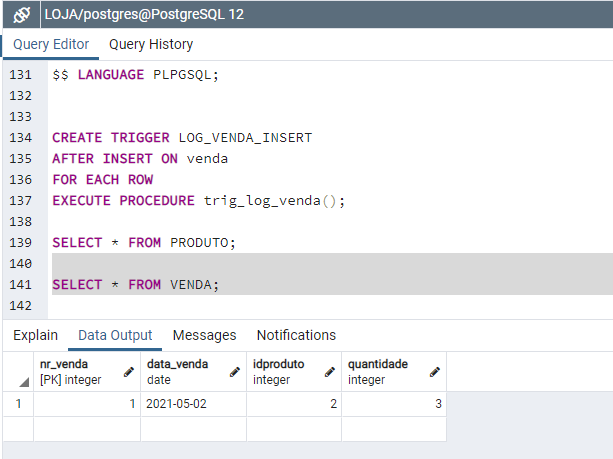 LOJA/postgres@PostgreSQL 12
Query Editor Query History
131 $$ LANGUAGE PLPGSQL;
132
133
134 CREATE TRIGGER LOG_VENDA_INSERT
135 AFTER INSERT ON venda
136 FOR EACH ROW
137 EXECUTE PROCEDURE trig_log_venda();
138
139 SELECT * FROM PRODUTO;
140
141 SELECT * FROM VENDA;
142
Explain Data Output Messages Notifications
nr_venda data_venda idproduto quantidade
[PK] integer date integer integer
1 1 2021-05-02 2 3